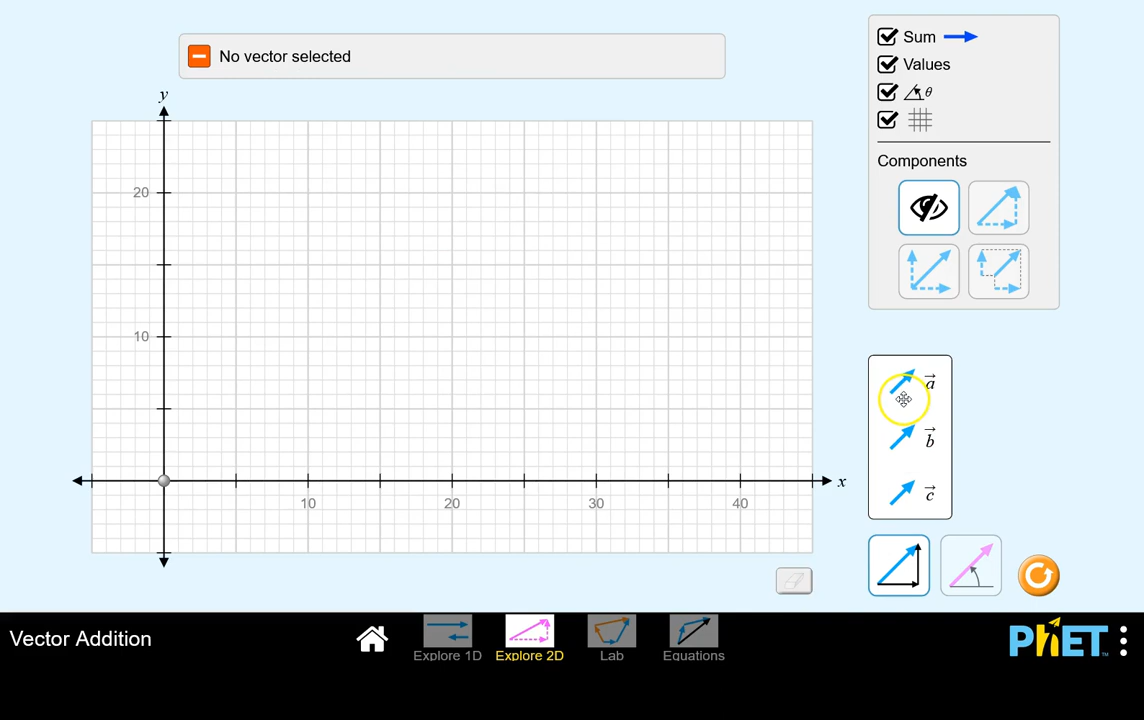 No vector selected
Sum
Values
θ
Components
y
20
10
10
20
30
40
x
a
b
c
Vector Addition
Explore 1D
Explore 2D
Lab
Equations
PhET